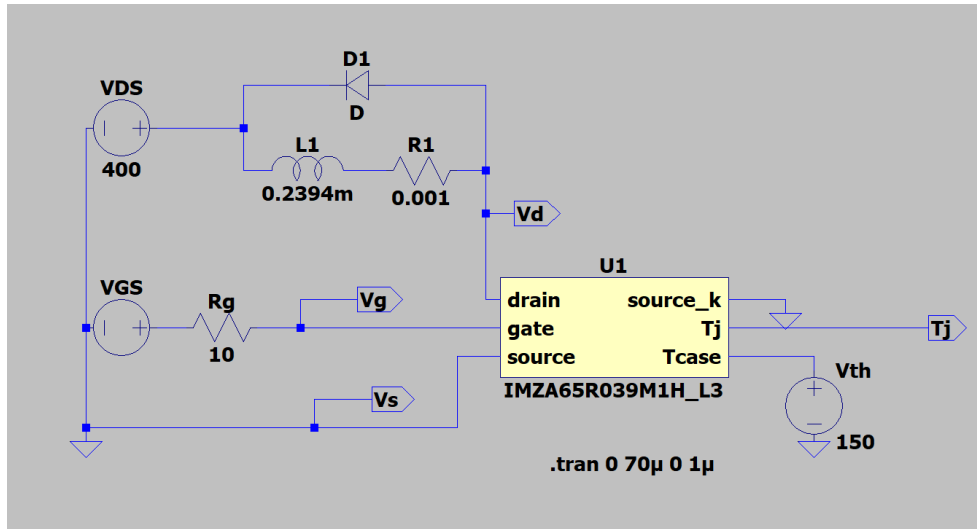 D1
D
VDS
400
L1
0.2394m
R1
0.001
Vd
VGS
Rg
10
Vg
Vs
U1
drain
source_k
gate
Tj
source
Tcase
IMZA65R039M1H_L3
Tj
Vth
150
.tran 0 70µ 0 1µ